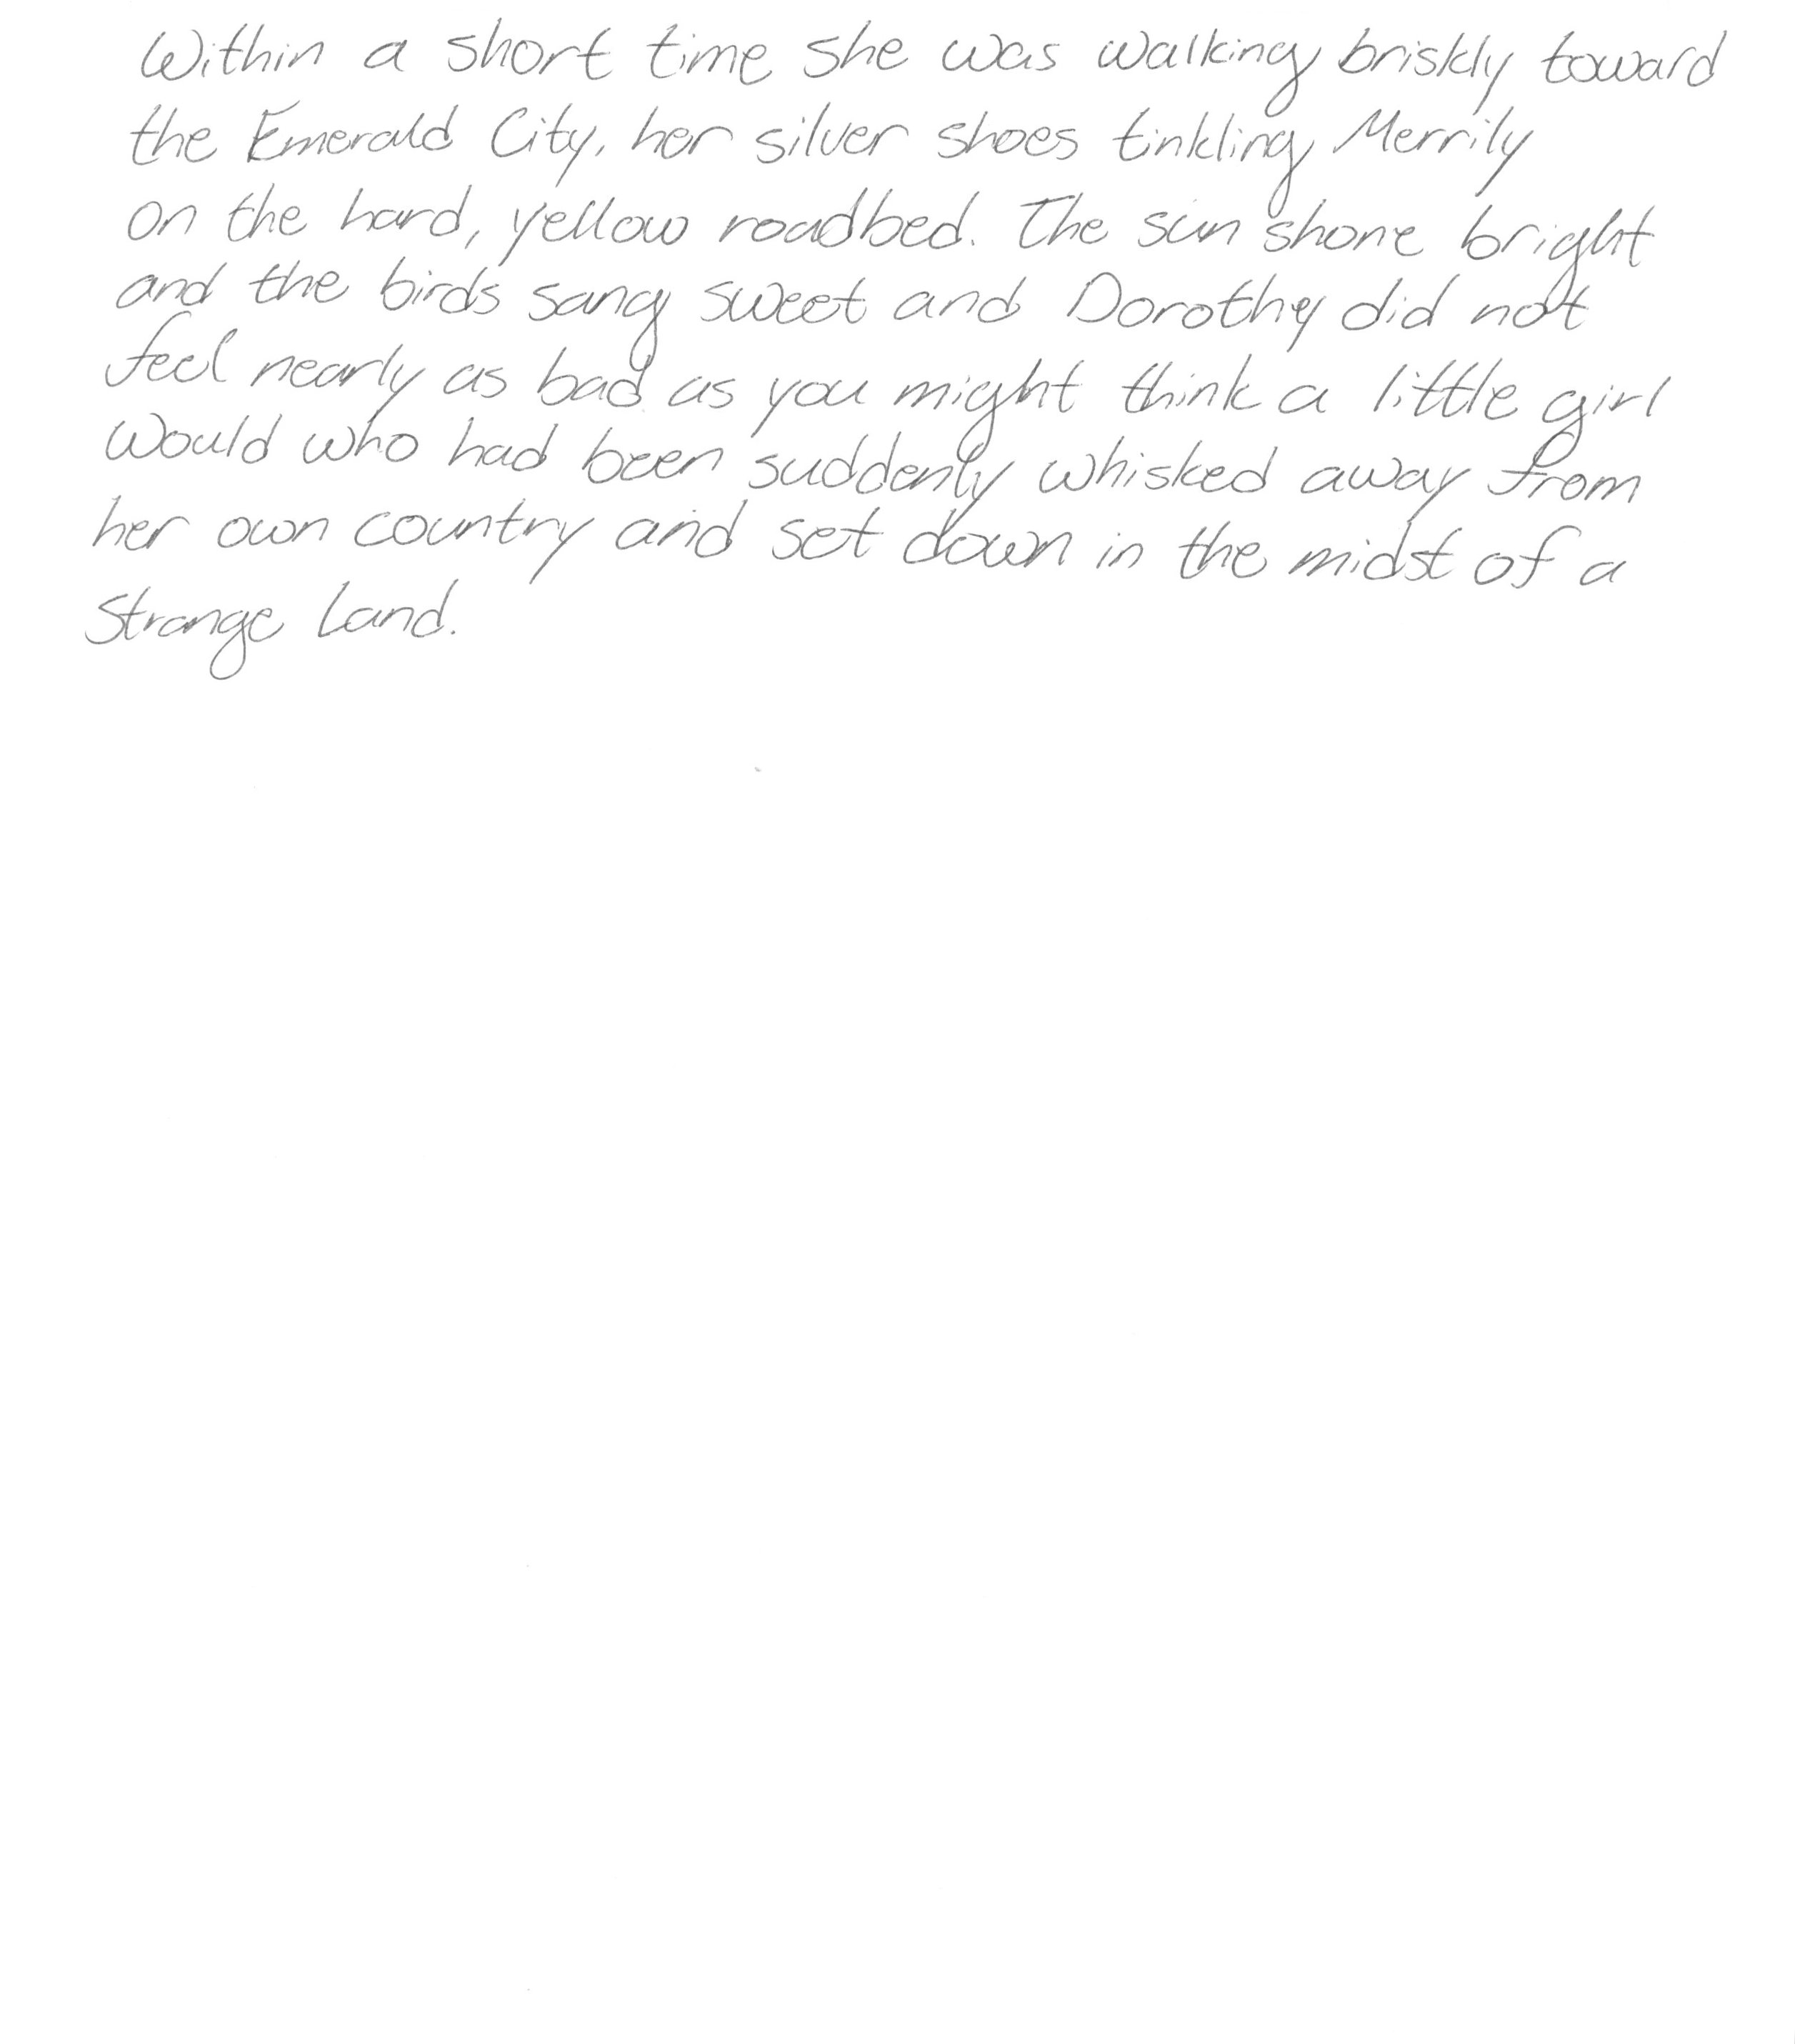 Within a short time she was walking briskly toward
the Emerald City, her silver shoes tinkling Merrily
on the hard, yellow roadbed. The sun shone bright
and the birds sang sweet and Dorothy did not
feel nearly as bad as you might think a little girl
Would who had been suddenly whisked away from
her own country and set down in the midst of a
Strange Land.